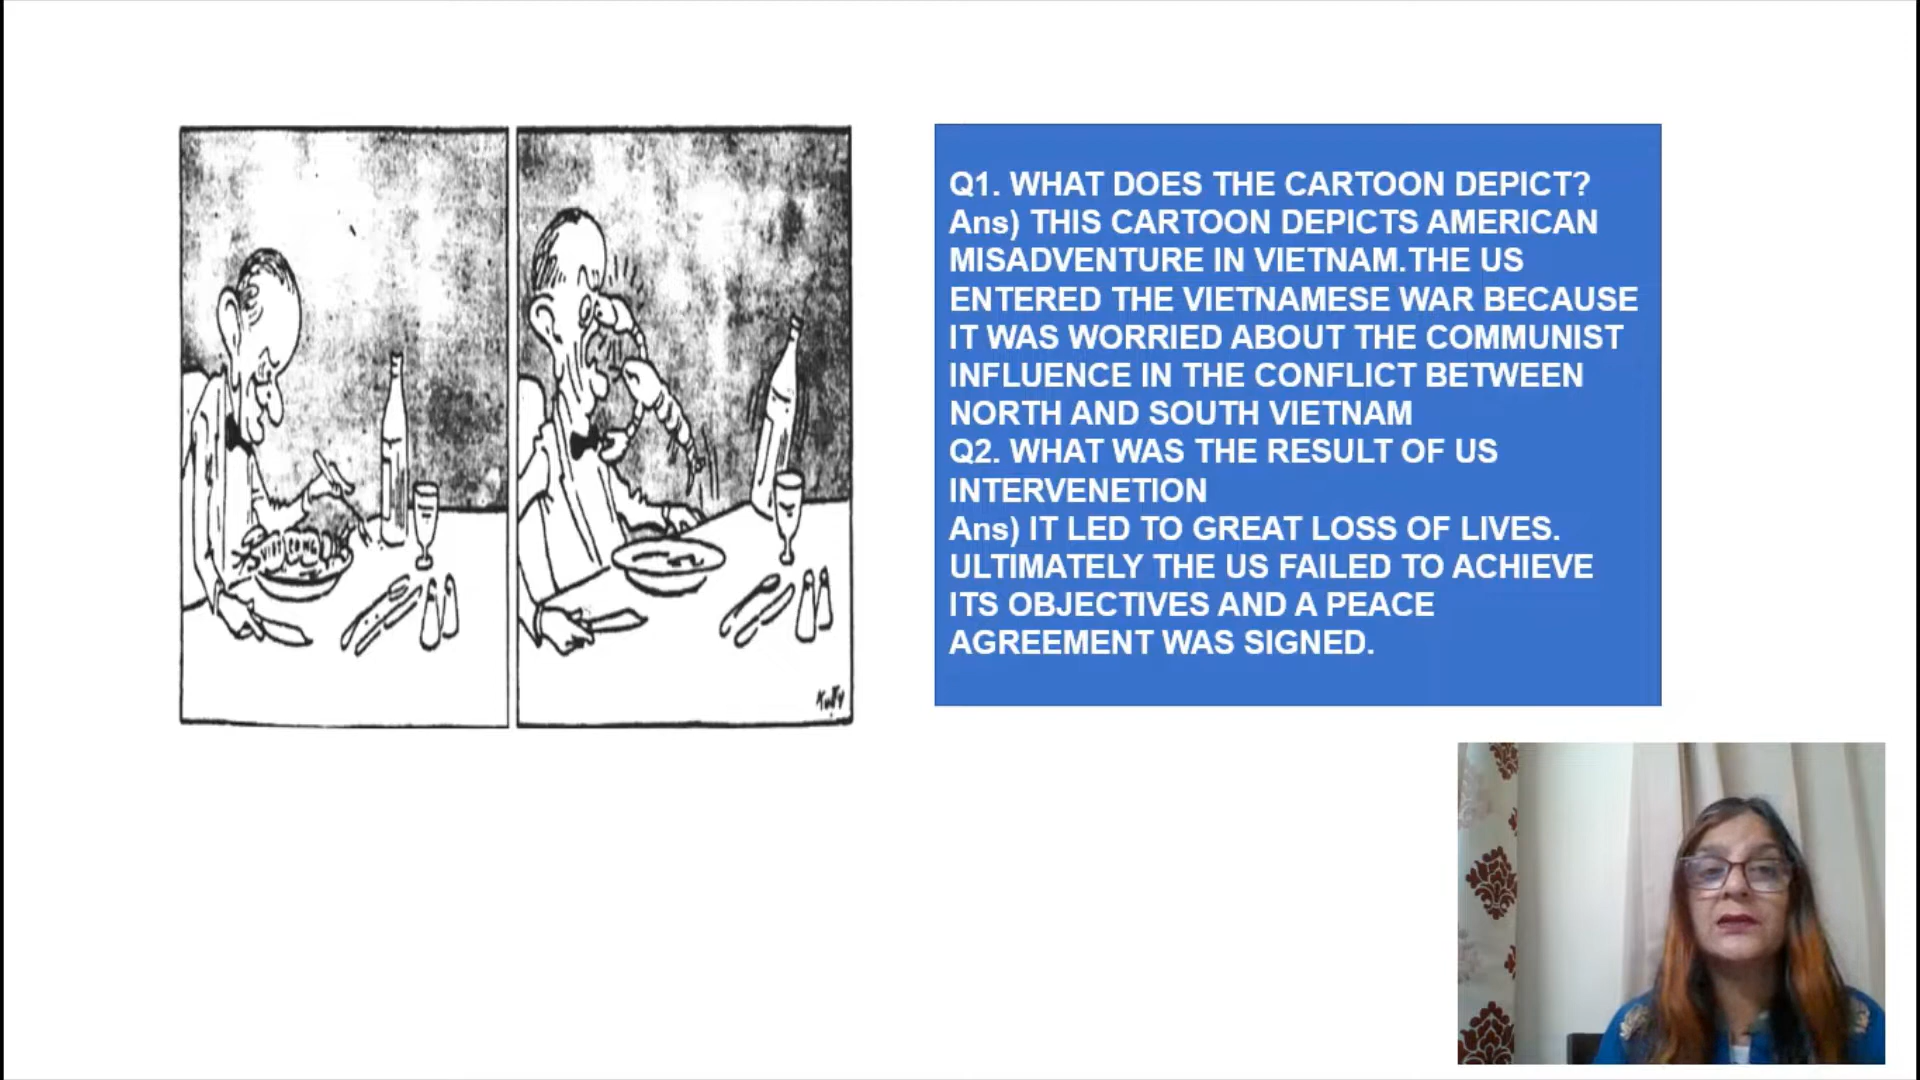 VIET CONG
Kutty
Q1. WHAT DOES THE CARTOON DEPICT?
Ans) THIS CARTOON DEPICTS AMERICAN
MISADVENTURE IN VIETNAM.THE US
ENTERED THE VIETNAMESE WAR BECAUSE
IT WAS WORRIED ABOUT THE COMMUNIST
INFLUENCE IN THE CONFLICT BETWEEN
NORTH AND SOUTH VIETNAM
Q2. WHAT WAS THE RESULT OF US
INTERVENETION
Ans) IT LED TO GREAT LOSS OF LIVES.
ULTIMATELY THE US FAILED TO ACHIEVE
ITS OBJECTIVES AND A PEACE
AGREEMENT WAS SIGNED.